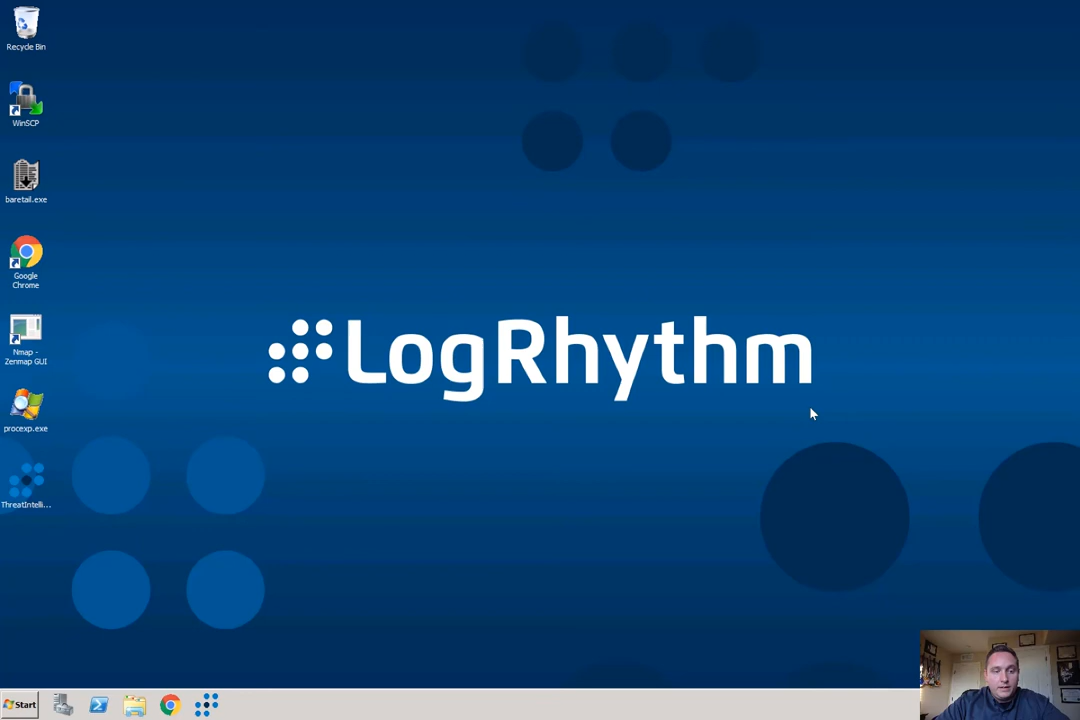 Recycle Bin
WinSCP
baretail.exe
Google
Chrome
Nmap -
Zenmap GUI
procexp.exe
ThreatIntelli...
LogRhythm
Start